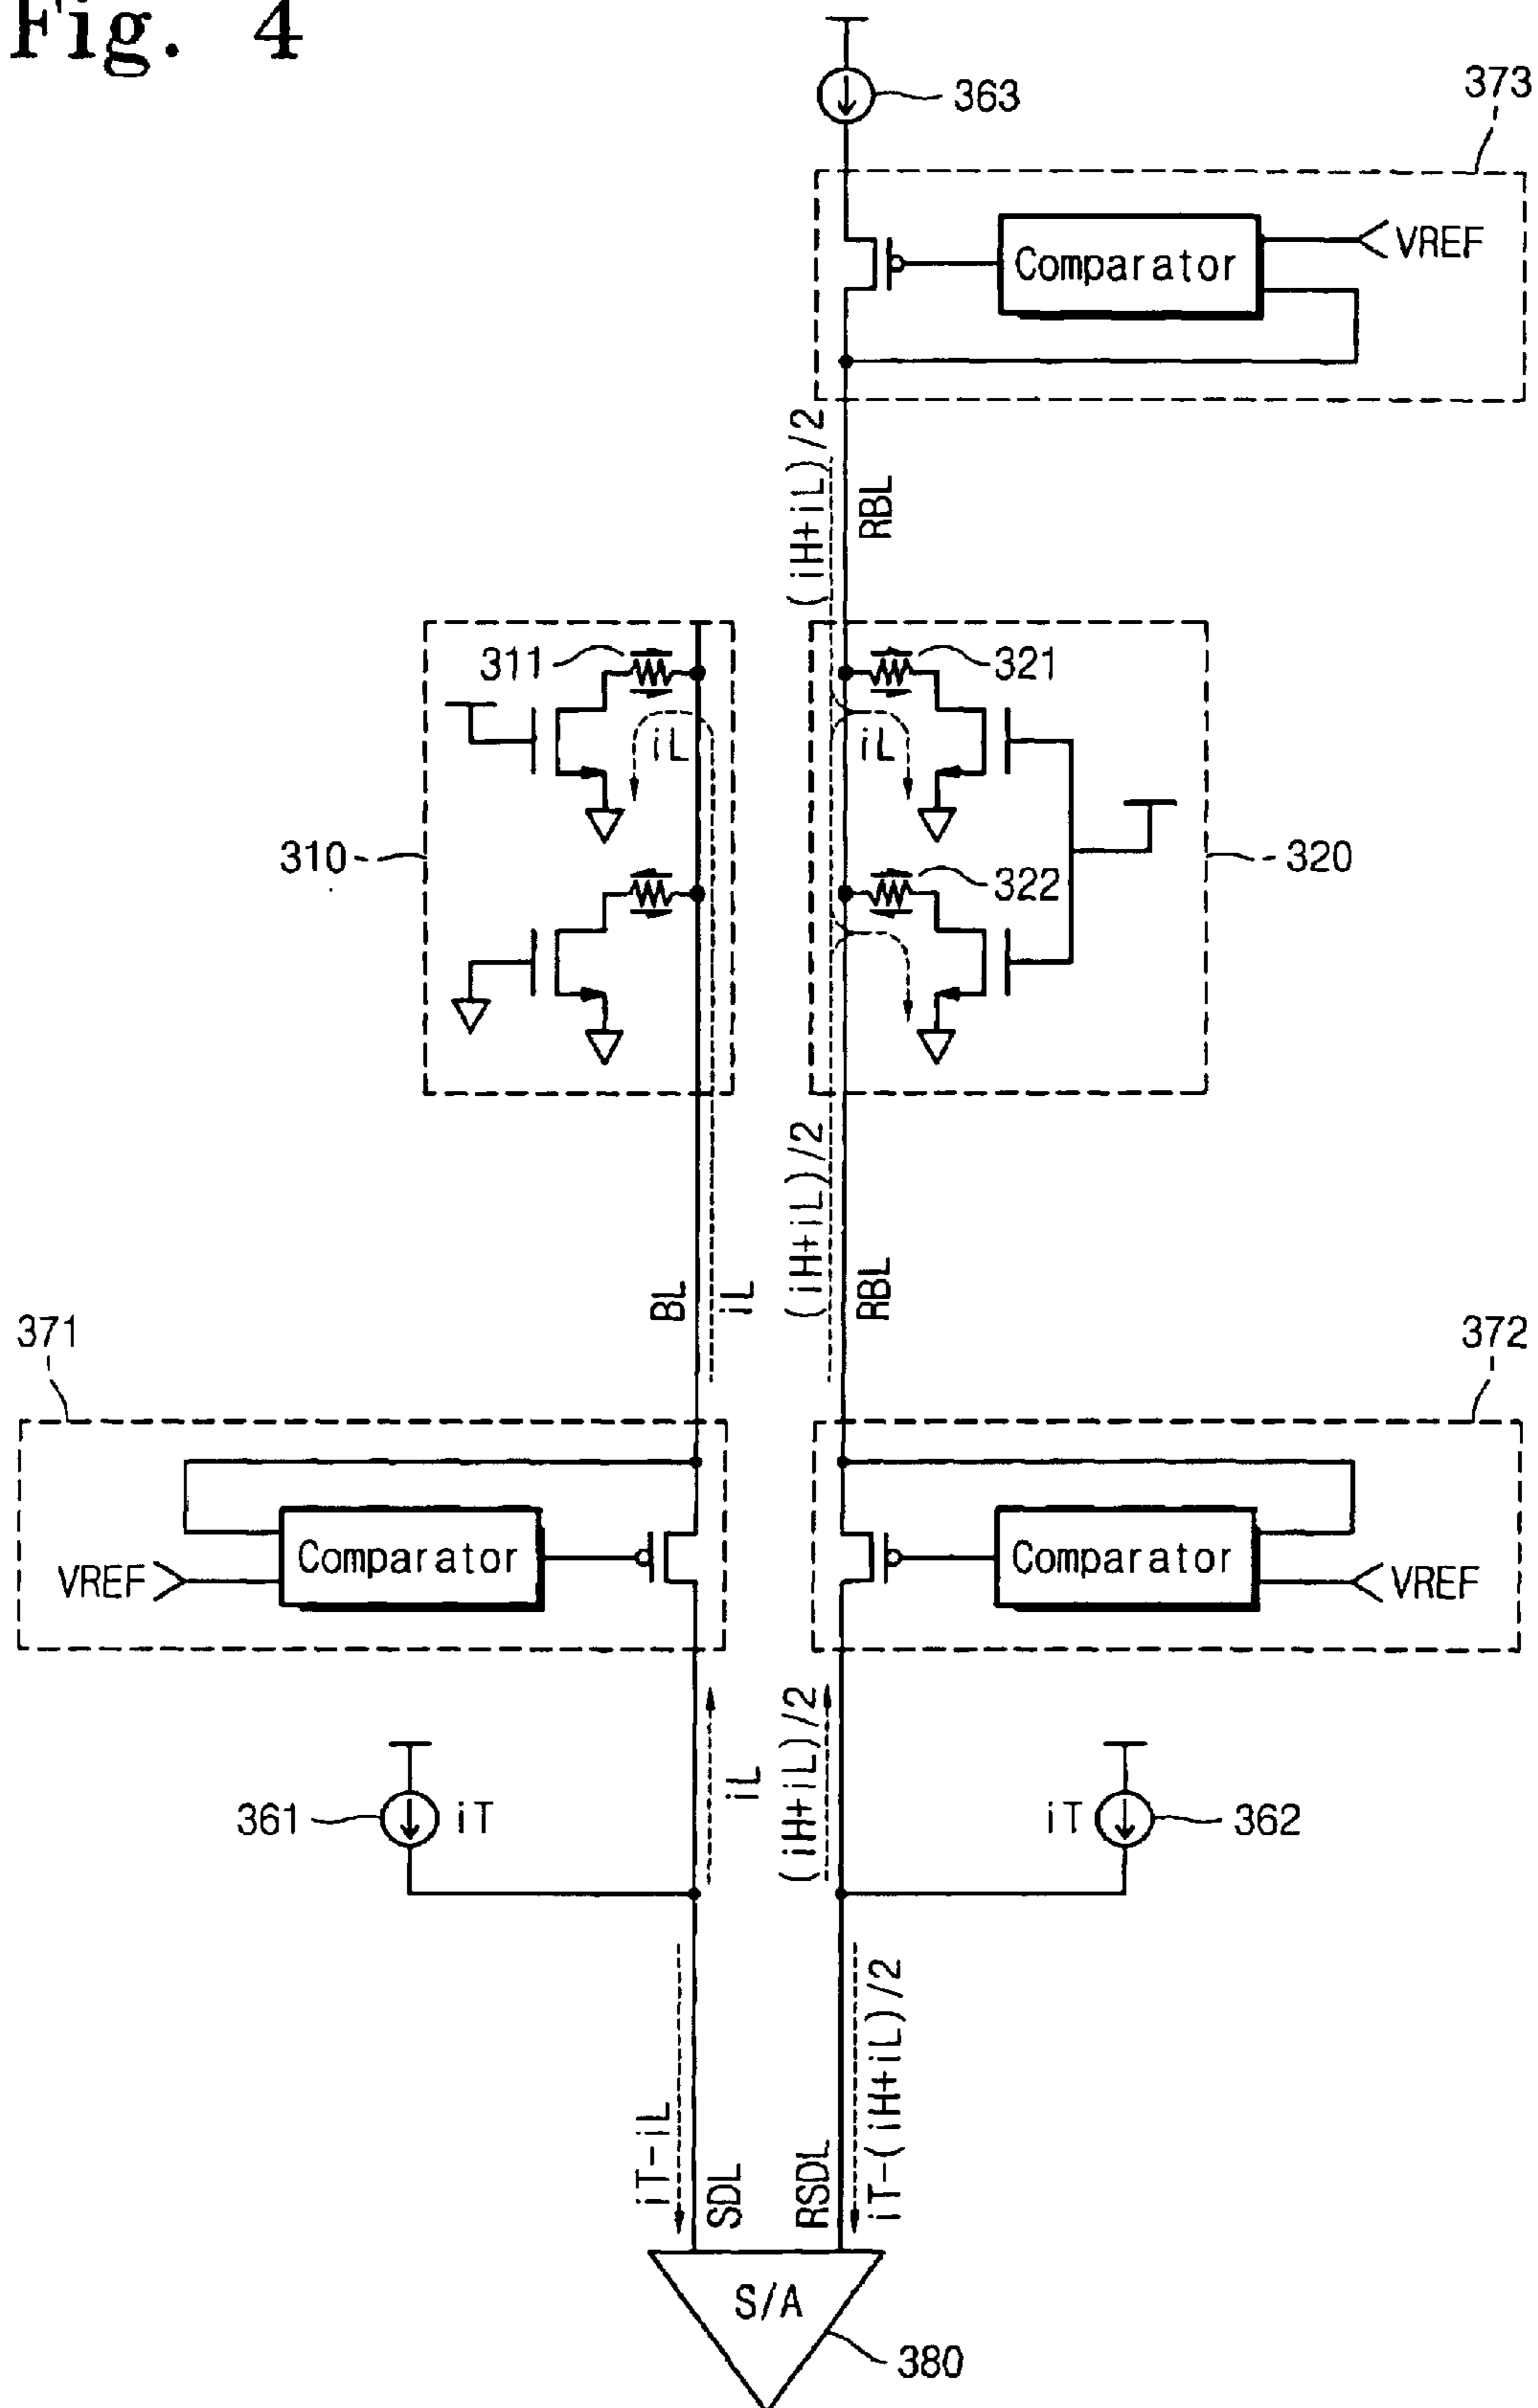 Fig. 4
363
373
Comparator
VREF
(iH+iL)/2
RBL
311
321
iL
iL
310
320
322
(iH+iL)/2
BL
iL
RBL
371
372
Comparator
VREF
Comparator
VREF
iL
(iH+iL)/2
361
iT
iT
362
iT-iL
SDL
RSDL
iT-(iH+iL)/2
S/A
380